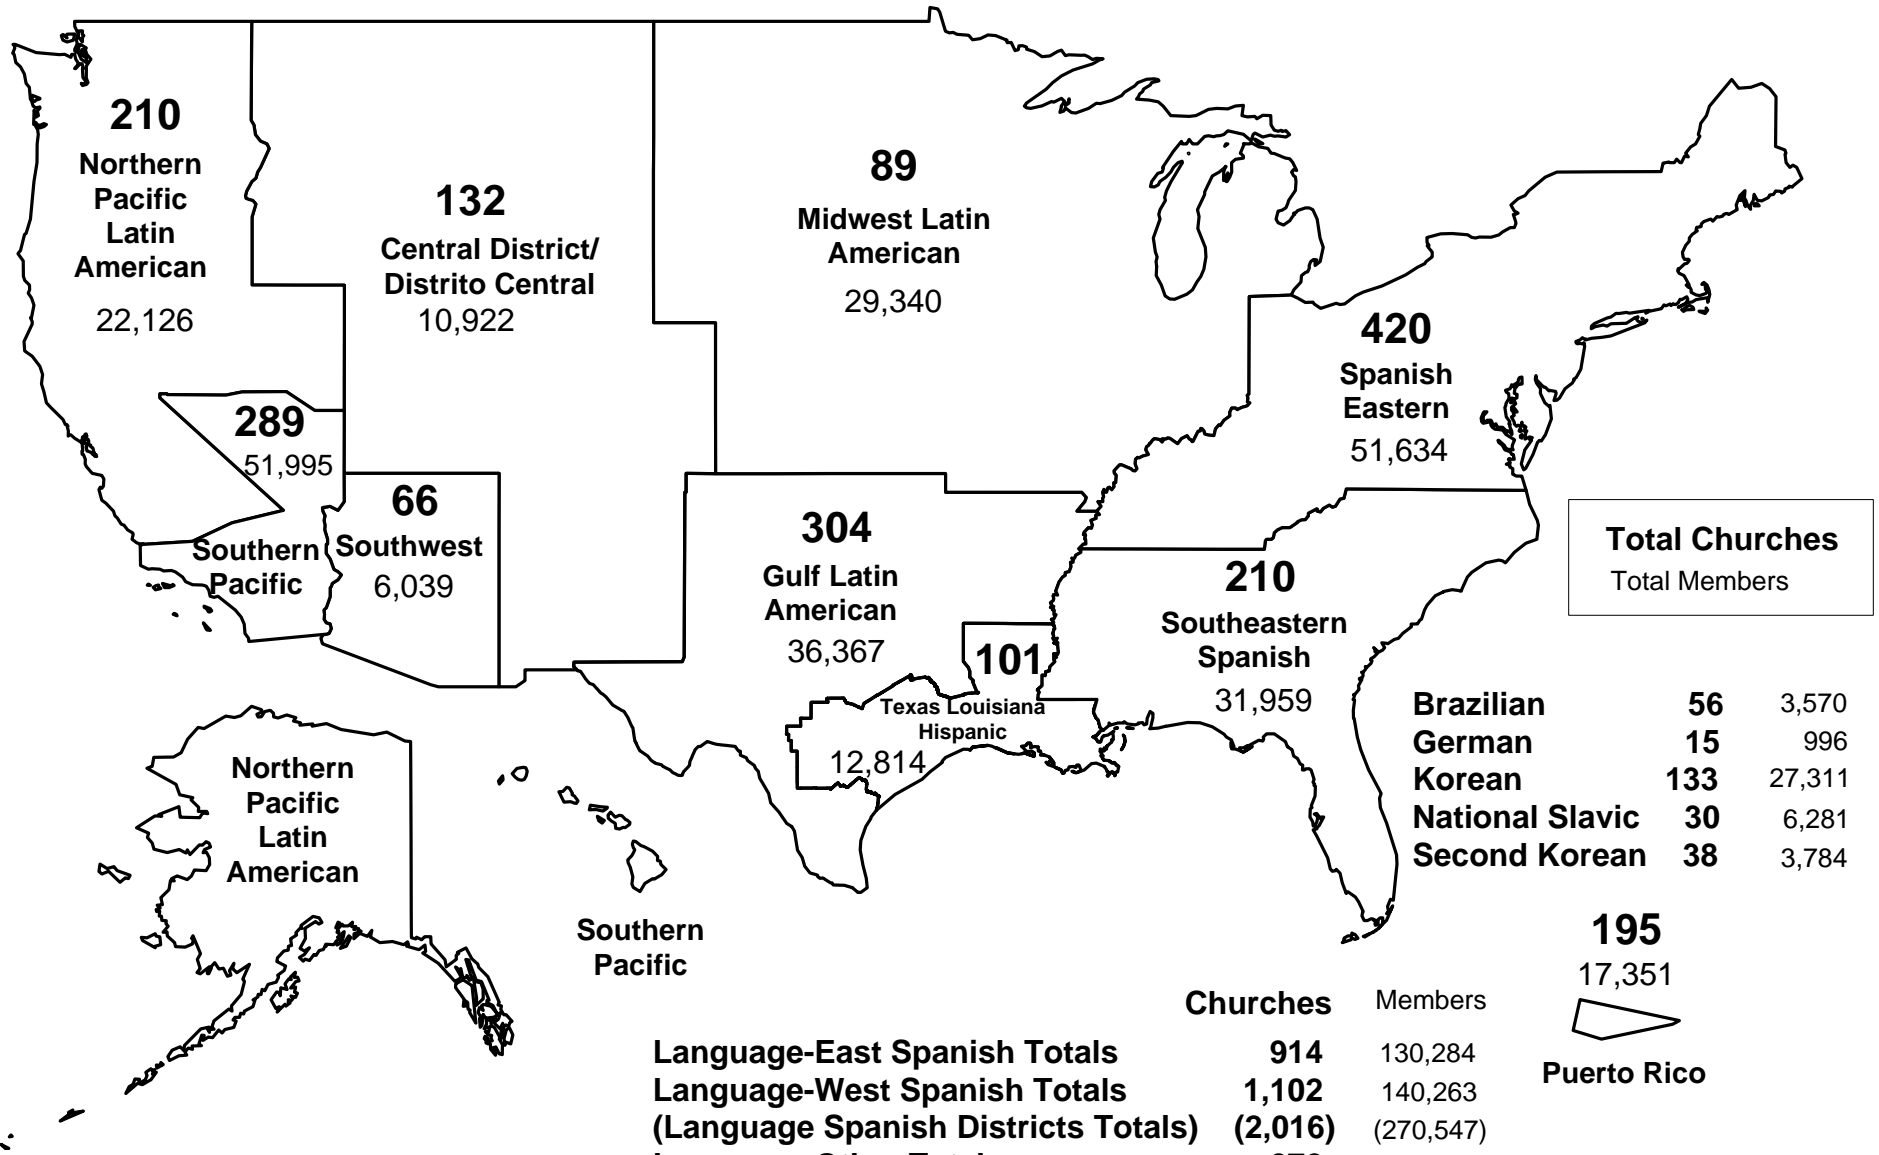 210
Northern
Pacific
Latin
American
22,126
132
Central District/
Distrito Central
10,922
89
Midwest Latin
American
29,340
420
Spanish
Eastern
51,634
289
51,995
Southern
Pacific
66
Southwest
6,039
304
Gulf Latin
American
36,367
101
Texas Louisiana
Hispanic
12,814
210
Southeastern
Spanish
31,959
Total Churches
Total Members
Brazilian 56 3,570
German 15 996
Korean 133 27,311
National Slavic 30 6,281
Second Korean 38 3,784
Northern
Pacific
Latin
American
Southern
Pacific
195
17,351
Puerto Rico
Churches Members
Language-East Spanish Totals 914 130,284
Language-West Spanish Totals 1,102 140,263
(Language Spanish Districts Totals) (2,016) (270,547)